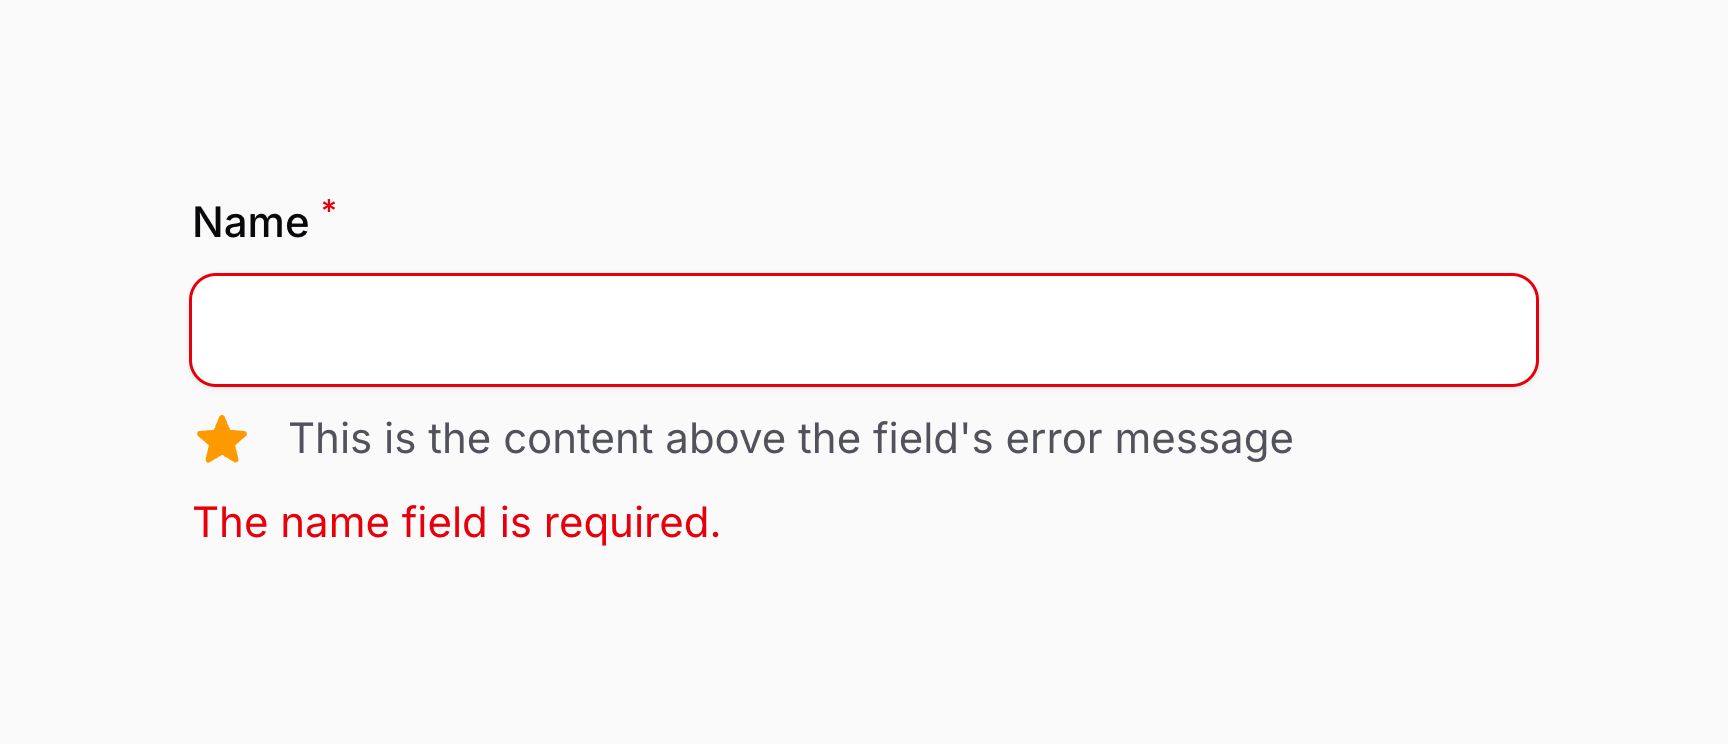 Name *
This is the content above the field's error message
The name field is required.